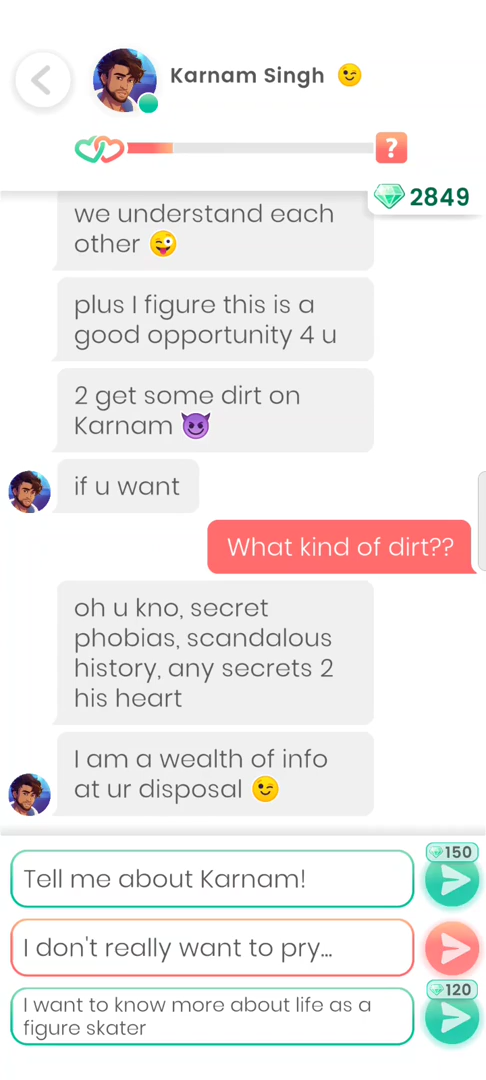 Karnam Singh 😉
?
2849
we understand each
other 😜
plus I figure this is a
good opportunity 4 u
2 get some dirt on
Karnam 😈
if u want
What kind of dirt??
oh u kno, secret
phobias, scandalous
history, any secrets 2
his heart
I am a wealth of info
at ur disposal 😉
150
Tell me about Karnam!
I don't really want to pry...
120
I want to know more about life as a
figure skater